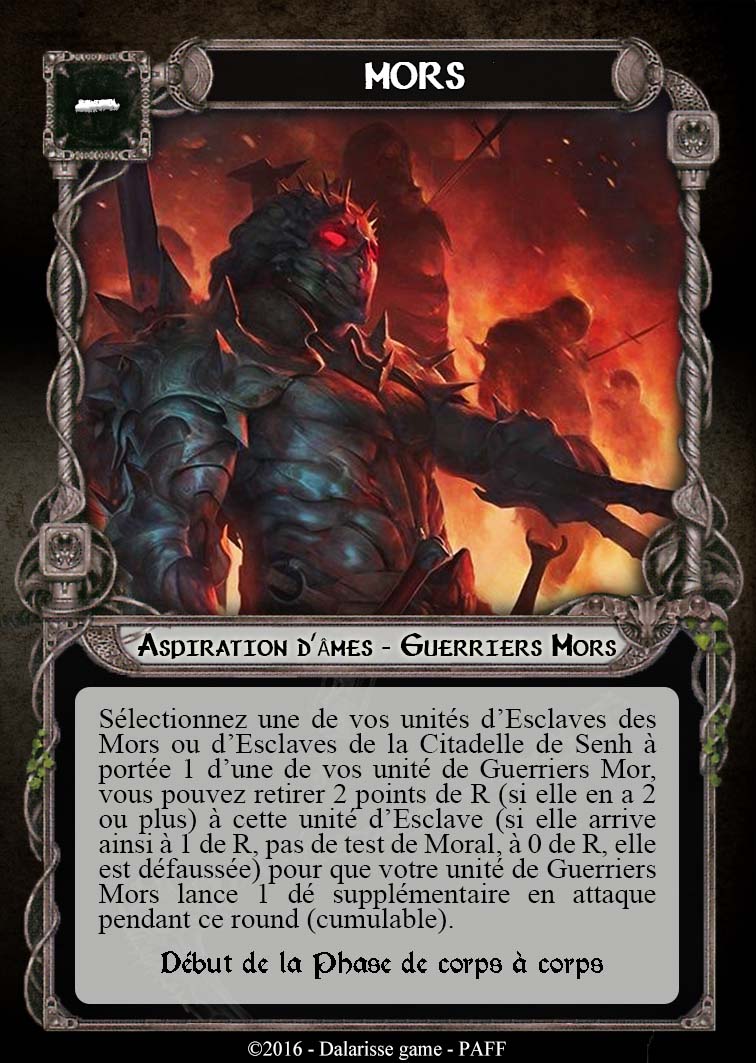 MORS
Aspiration d'âmes - Guerriers Mors
Sélectionnez une de vos unités d'Esclaves des
Mors ou d'Esclaves de la Citadelle de Senh à
portée 1 d'une de vos unité de Guerriers Mor,
vous pouvez retirer 2 points de R (si elle en a 2
ou plus) à cette unité d'Esclave (si elle arrive
ainsi à 1 de R, pas de test de Moral, à 0 de R, elle
est défaussée) pour que votre unité de Guerriers
Mors lance 1 dé supplémentaire en attaque
pendant ce round (cumulable).
Début de la Phase de corps à corps
©2016 - Dalarisse game - PAFF